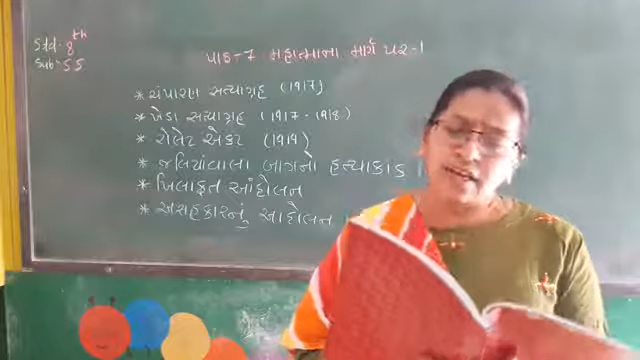 Std- 8th
Sub- SS
પાઠ-7 મહાત્માના માર્ગ પર-1
* ચંપારણ સત્યાગ્રહ (1917)
* ખેડા સત્યાગ્રહ (1917-1918)
* રોલેટ એક્ટ (1919)
* જલિયાંવાલા બાગનો હત્યાકાંડ
* ખિલાફત આંદોલન
* અસહકારનું આંદોલન